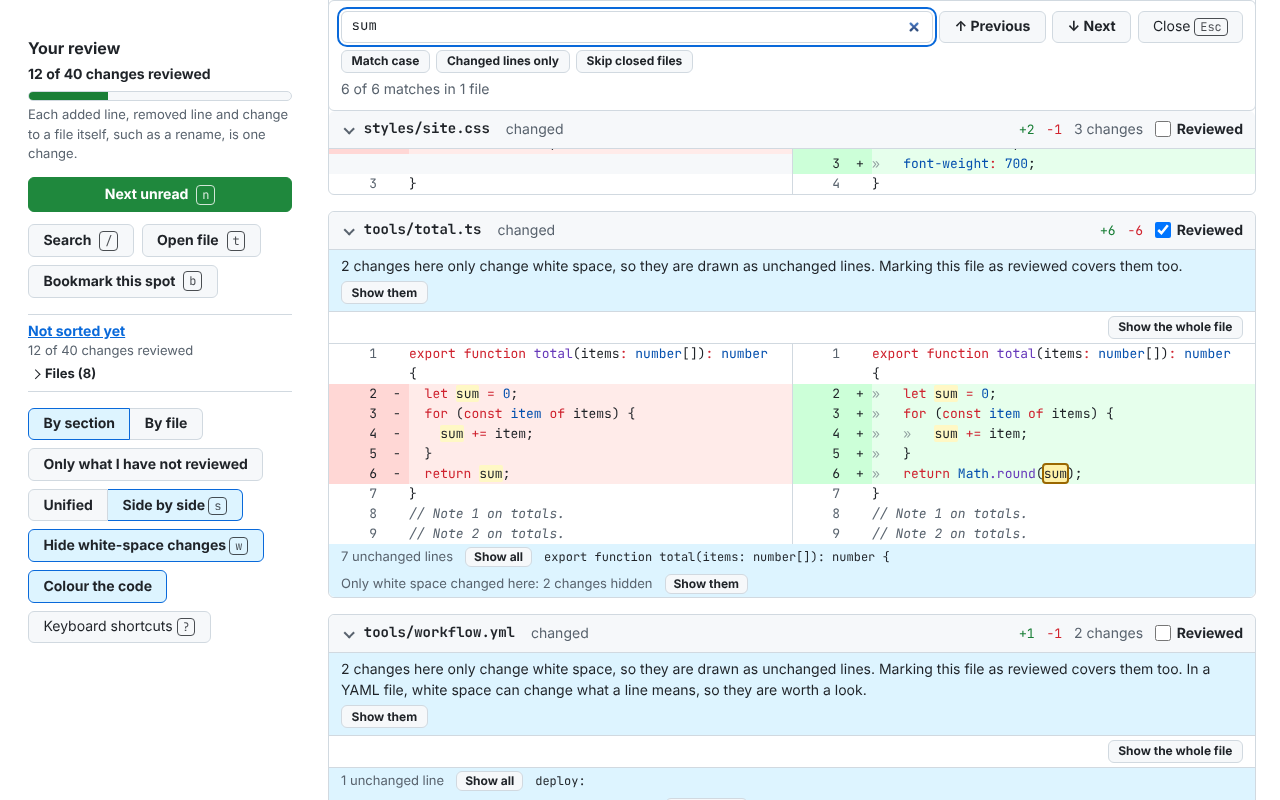 Your review
12 of 40 changes reviewed
Each added line, removed line and change
to a file itself, such as a rename, is one
change.
Next unread n
Search /
Open file t
Bookmark this spot b
Not sorted yet
12 of 40 changes reviewed
Files (8)
By section
By file
Only what I have not reviewed
Unified
Side by side s
Hide white-space changes w
Colour the code
Keyboard shortcuts ?
sum
× ↑ Previous ↓ Next Close Esc
Match case Changed lines only Skip closed files
6 of 6 matches in 1 file
styles/site.css changed +2 -1 3 changes Reviewed
3 + » font-weight: 700;
3 } 4 }
tools/total.ts changed +6 -6 Reviewed
2 changes here only change white space, so they are drawn as unchanged lines. Marking this file as reviewed covers them too.
Show them
Show the whole file
1 export function total(items: number[]): number 1 export function total(items: number[]): number
{ {
2 - let sum = 0; 2 + » let sum = 0;
3 - for (const item of items) { 3 + » for (const item of items) {
4 - sum += item; 4 + » » sum += item;
5 - } 5 + » }
6 - return sum; 6 + » return Math.round(sum);
7 } 7 }
8 // Note 1 on totals. 8 // Note 1 on totals.
9 // Note 2 on totals. 9 // Note 2 on totals.
7 unchanged lines Show all export function total(items: number[]): number {
Only white space changed here: 2 changes hidden Show them
tools/workflow.yml changed +1 -1 2 changes Reviewed
2 changes here only change white space, so they are drawn as unchanged lines. Marking this file as reviewed covers them too. In a
YAML file, white space can change what a line means, so they are worth a look.
Show them
Show the whole file
1 unchanged line Show all deploy: